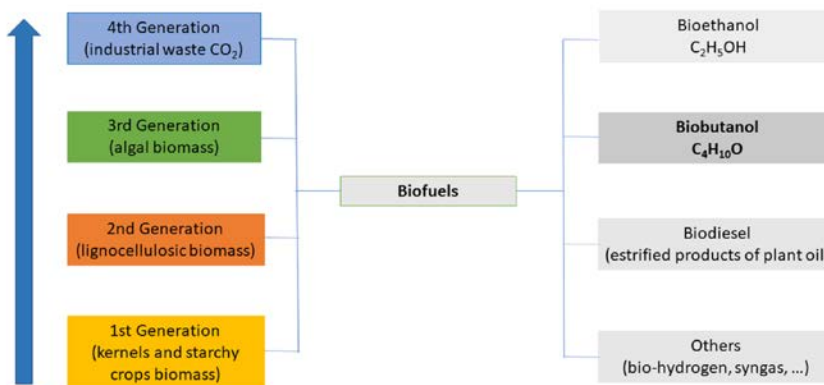 4th Generation
(industrial waste CO₂)
3rd Generation
(algal biomass)
2nd Generation
(lignocellulosic biomass)
1st Generation
(kernels and starchy
crops biomass)
Biofuels
Bioethanol
C₂H₅OH
Biobutanol
C₄H₁₀O
Biodiesel
(estrified products of plant oil
Others
(bio-hydrogen, syngas, ...)